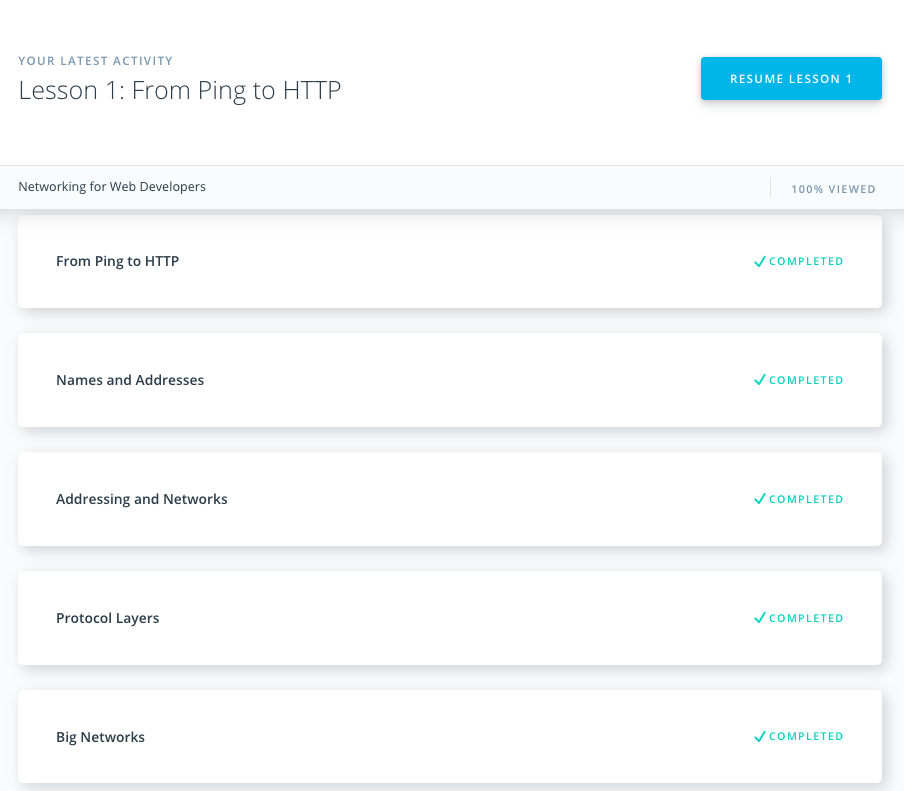 YOUR LATEST ACTIVITY
Lesson 1: From Ping to HTTP
RESUME LESSON 1
Networking for Web Developers
100% VIEWED
From Ping to HTTP
COMPLETED
Names and Addresses
COMPLETED
Addressing and Networks
COMPLETED
Protocol Layers
COMPLETED
Big Networks
COMPLETED